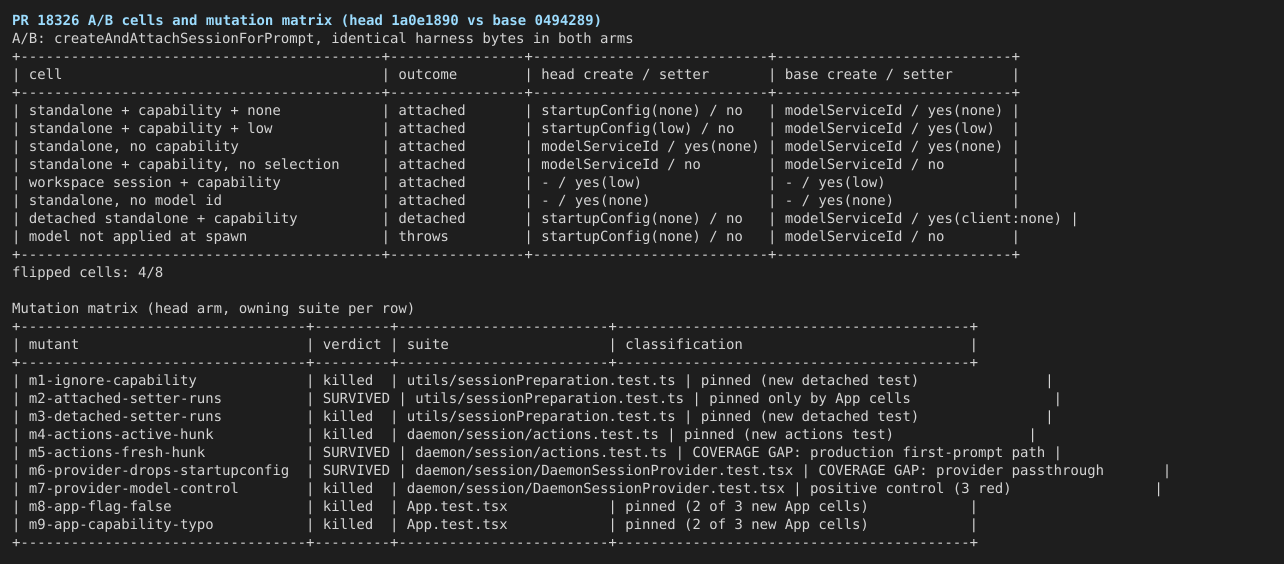 PR 18326 A/B cells and mutation matrix (head 1a0e1890 vs base 0494289)
A/B: createAndAttachSessionForPrompt, identical harness bytes in both arms
+--------------------------------------------+----------------+----------------------------+----------------------------+
| cell | outcome | head create / setter | base create / setter |
+--------------------------------------------+----------------+----------------------------+----------------------------+
| standalone + capability + none | attached | startupConfig(none) / no | modelServiceId / yes(none) |
| standalone + capability + low | attached | startupConfig(low) / no | modelServiceId / yes(low) |
| standalone, no capability | attached | modelServiceId / yes(none) | modelServiceId / yes(none) |
| standalone + capability, no selection | attached | modelServiceId / no | modelServiceId / no |
| workspace session + capability | attached | - / yes(low) | - / yes(low) |
| standalone, no model id | attached | - / yes(none) | - / yes(none) |
| detached standalone + capability | detached | startupConfig(none) / no | modelServiceId / yes(client:none) |
| model not applied at spawn | throws | startupConfig(none) / no | modelServiceId / no |
+--------------------------------------------+----------------+----------------------------+----------------------------+
flipped cells: 4/8
Mutation matrix (head arm, owning suite per row)
+----------------------------------+---------+-------------------------+------------------------------------------+
| mutant | verdict | suite | classification |
+----------------------------------+---------+-------------------------+------------------------------------------+
| m1-ignore-capability | killed | utils/sessionPreparation.test.ts | pinned (new detached test) |
| m2-attached-setter-runs | SURVIVED | utils/sessionPreparation.test.ts | pinned only by App cells |
| m3-detached-setter-runs | killed | utils/sessionPreparation.test.ts | pinned (new detached test) |
| m4-actions-active-hunk | killed | daemon/session/actions.test.ts | pinned (new actions test) |
| m5-actions-fresh-hunk | SURVIVED | daemon/session/actions.test.ts | COVERAGE GAP: production first-prompt path |
| m6-provider-drops-startupconfig | SURVIVED | daemon/session/DaemonSessionProvider.test.tsx | COVERAGE GAP: provider passthrough |
| m7-provider-model-control | killed | daemon/session/DaemonSessionProvider.test.tsx | positive control (3 red) |
| m8-app-flag-false | killed | App.test.tsx | pinned (2 of 3 new App cells) |
| m9-app-capability-typo | killed | App.test.tsx | pinned (2 of 3 new App cells) |
+----------------------------------+---------+-------------------------+------------------------------------------+